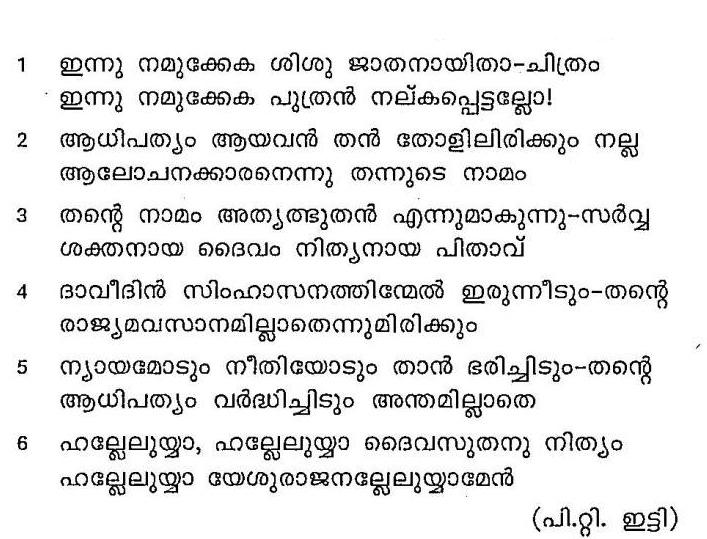 1 ഇന്നു നമുക്കേക ശിശു ജാതനായിതാ-ചിത്രം
ഇന്നു നമുക്കേക പുത്രൻ നല്കപ്പെട്ടല്ലോ!
2 ആധിപത്യം ആയവൻ തൻ തോളിലിരിക്കും നല്ല
ആലോചനക്കാരനെന്നു തന്നുടെ നാമം
3 തന്റെ നാമം അത്യത്ഭുതൻ എന്നുമാകുന്നു-സർവ്വ
ശക്തനായ ദൈവം നിത്യനായ പിതാവ്
4 ദാവീദിൻ സിംഹാസനത്തിന്മേൽ ഇരുന്നീടും-തന്റെ
രാജ്യമവസാനമില്ലാതെന്നുമിരിക്കും
5 ന്യായമോടും നീതിയോടും താൻ ഭരിച്ചിടും-തന്റെ
ആധിപത്യം വർദ്ധിച്ചിടും അന്തമില്ലാതെ
6 ഹല്ലേലുയ്യാ, ഹല്ലേലുയ്യാ ദൈവസുതനു നിത്യം
ഹല്ലേലുയ്യാ യേശുരാജനല്ലേലുയ്യാമേൻ
(പി.റ്റി. ഇട്ടി)